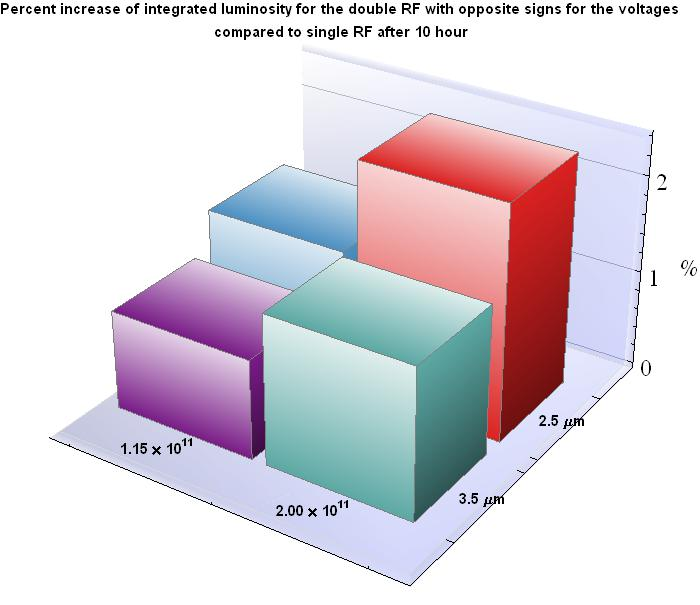 Percent increase of integrated luminosity for the double RF with opposite signs for the voltages
compared to single RF after 10 hour
2
1
%
0
2.5 μm
1.15 × 10¹¹
3.5 μm
2.00 × 10¹¹